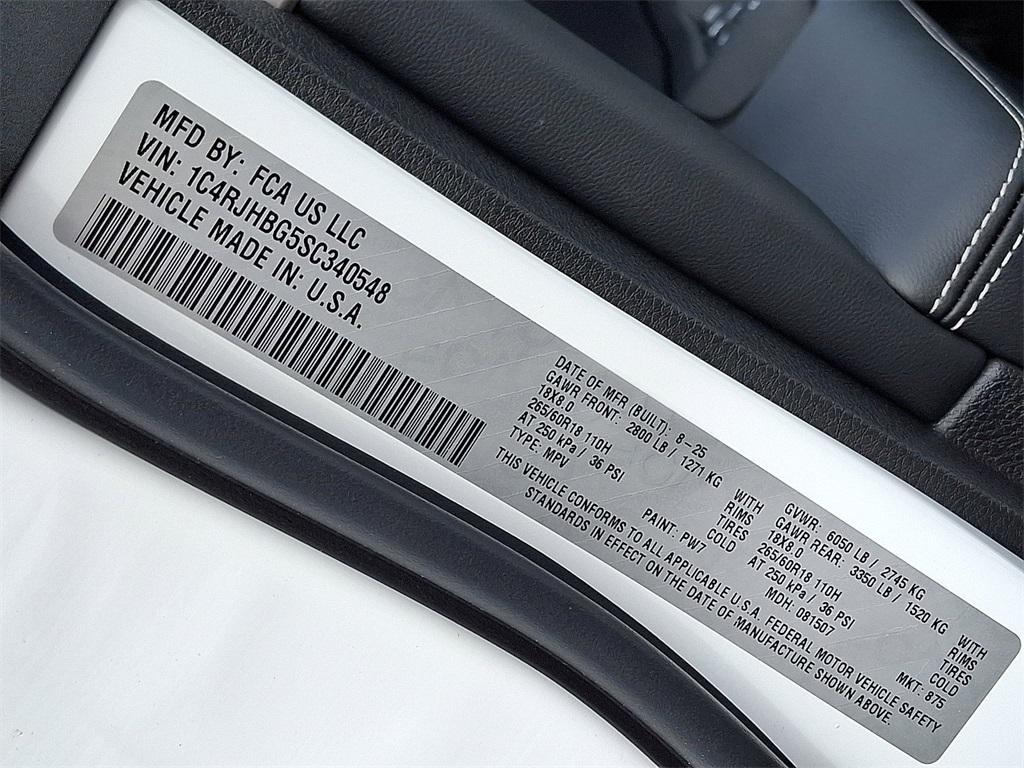 MFD BY: FCA US LLC
VIN: 1C4RJHBG5SC340548
VEHICLE MADE IN: U.S.A.
DATE OF MFR (BUILT): 8-25 GVWR: 6050 LB / 2745 KG
GAWR FRONT: 2800 LB / 1271 KG WITH GAWR REAR: 3350 LB / 1520 KG WITH
18X8.0 RIMS 18X8.0 RIMS
265/60R18 110H TIRES 265/60R18 110H TIRES
AT 250 kPa / 36 PSI COLD AT 250 kPa / 36 PSI COLD
TYPE: MPV PAINT: PW7 MDH: 081507 MKT: 875
THIS VEHICLE CONFORMS TO ALL APPLICABLE U.S.A. FEDERAL MOTOR VEHICLE SAFETY
STANDARDS IN EFFECT ON THE DATE OF MANUFACTURE SHOWN ABOVE.